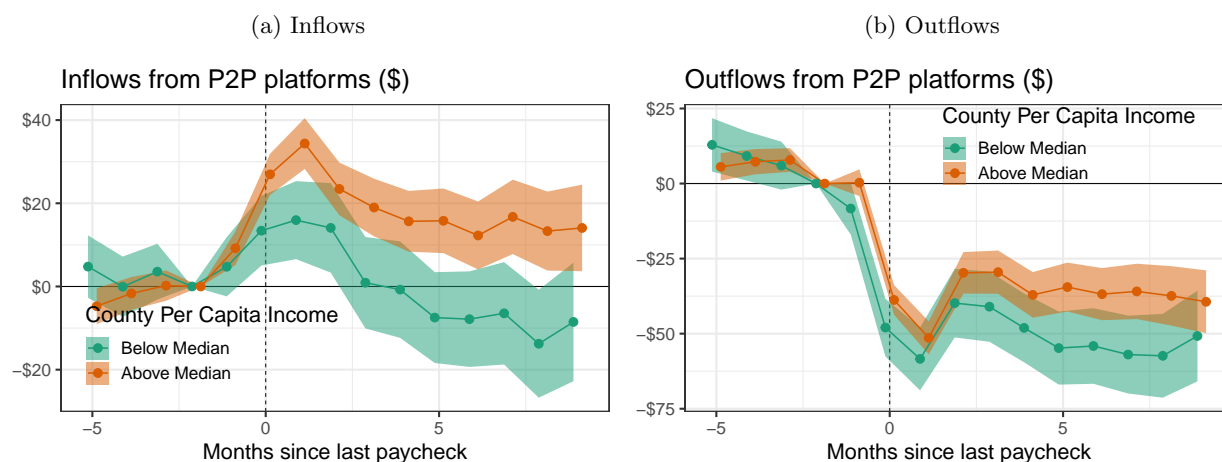 (a) Inflows
Inflows from P2P platforms ($)
$40
$20
$0
−$20
County Per Capita Income
Below Median
Above Median
−5
0
5
Months since last paycheck
(b) Outflows
Outflows from P2P platforms ($)
$25
$0
−$25
−$50
−$75
County Per Capita Income
Below Median
Above Median
−5
0
5
Months since last paycheck